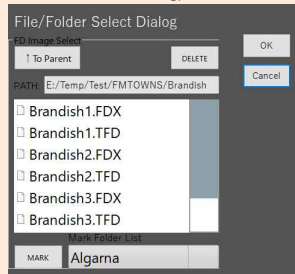 File/Folder Select Dialog
FD Image Select
↑ To Parent
DELETE
OK
PATH: E:/Temp/Test/FMTOWNS/Brandish
Cancel
Brandish1.FDX
Brandish1.TFD
Brandish2.FDX
Brandish2.TFD
Brandish3.FDX
Brandish3.TFD
Mark Folder List
MARK
Algarna